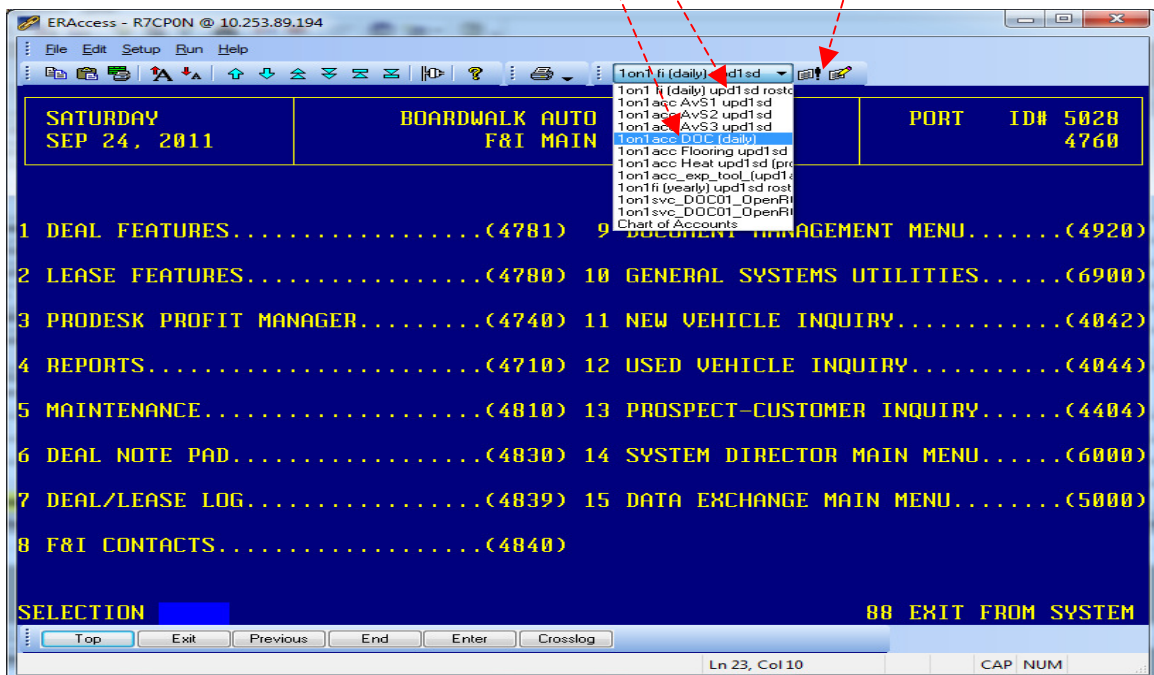 ERAccess - R7CP0N @ 10.253.89.194
File Edit Setup Run Help
1on1 fi (daily) upd1sd
1on1 fi (daily) upd1sd rosto
1on1acc AvS1 upd1sd
1on1acc AvS2 upd1sd
1on1acc AvS3 upd1sd
1on1acc DOC (daily)
1on1acc Flooring upd1sd
1on1acc Heat upd1sd (pro
1on1acc_exp_tool_(upd1
1on1fi (yearly) upd1sd rost
1on1svc_DOC01_OpenR
1on1svc_DOC01_OpenR
Chart of Accounts
SATURDAY BOARDWALK AUTO PORT ID# 5028
SEP 24, 2011 F&I MAIN 4760
1 DEAL FEATURES..................(4781) 9 DOCUMENT MANAGEMENT MENU.......(4920)
2 LEASE FEATURES.................(4780) 10 GENERAL SYSTEMS UTILITIES......(6900)
3 PRODESK PROFIT MANAGER.........(4740) 11 NEW VEHICLE INQUIRY............(4042)
4 REPORTS........................(4710) 12 USED VEHICLE INQUIRY...........(4044)
5 MAINTENANCE....................(4810) 13 PROSPECT-CUSTOMER INQUIRY......(4404)
6 DEAL NOTE PAD..................(4830) 14 SYSTEM DIRECTOR MAIN MENU......(6000)
7 DEAL/LEASE LOG.................(4839) 15 DATA EXCHANGE MAIN MENU........(5000)
8 F&I CONTACTS...................(4840)
SELECTION 88 EXIT FROM SYSTEM
Top Exit Previous End Enter Crosslog
Ln 23, Col 10 CAP NUM